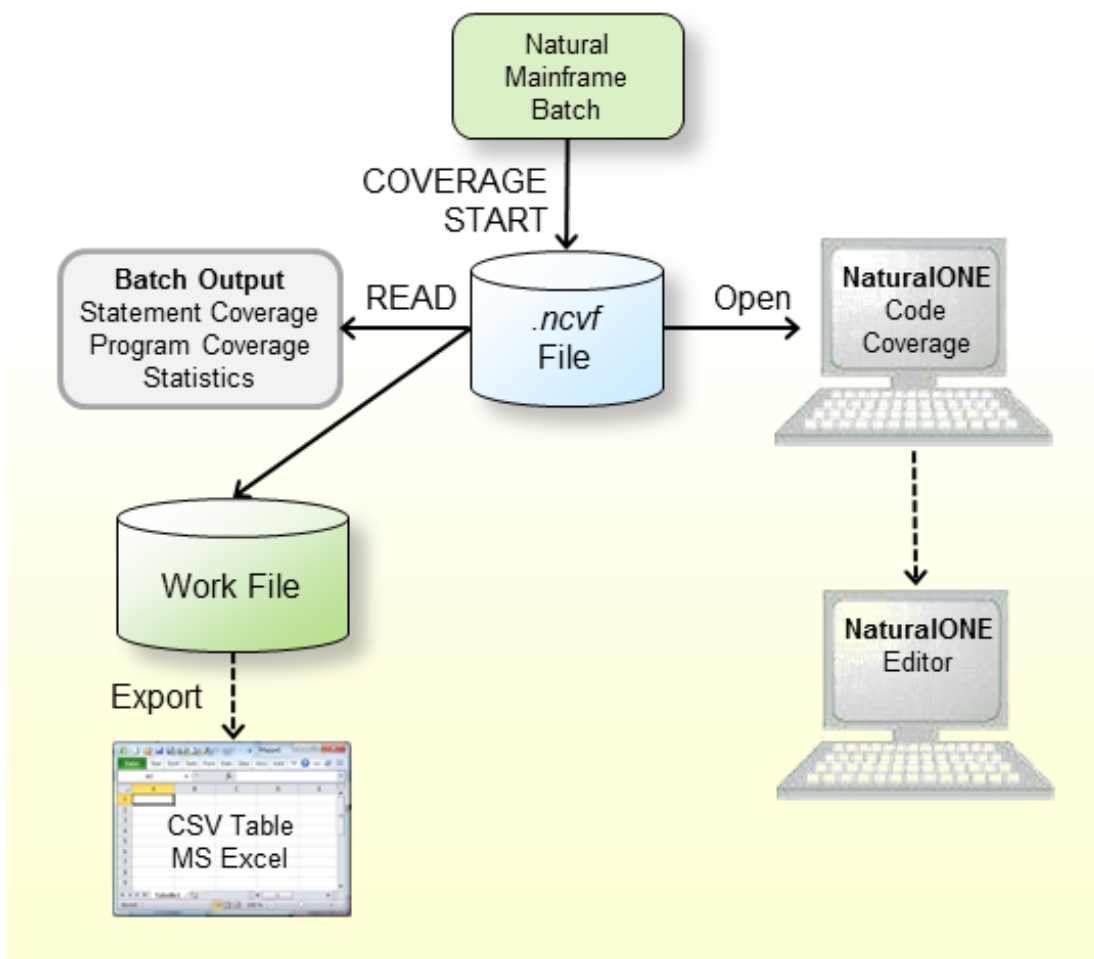 Natural
Mainframe
Batch
COVERAGE
START
Batch Output
Statement Coverage
Program Coverage
Statistics
READ
.ncvf
File
Open
NaturalONE
Code
Coverage
Work File
NaturalONE
Editor
Export
CSV Table
MS Excel